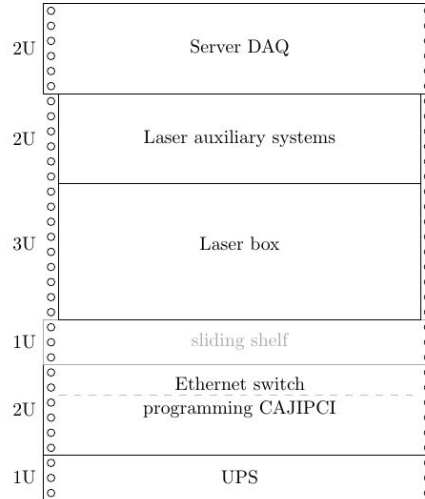 2U
Server DAQ
2U
Laser auxiliary systems
3U
Laser box
1U
sliding shelf
Ethernet switch
2U
programming CAJIPCI
1U
UPS